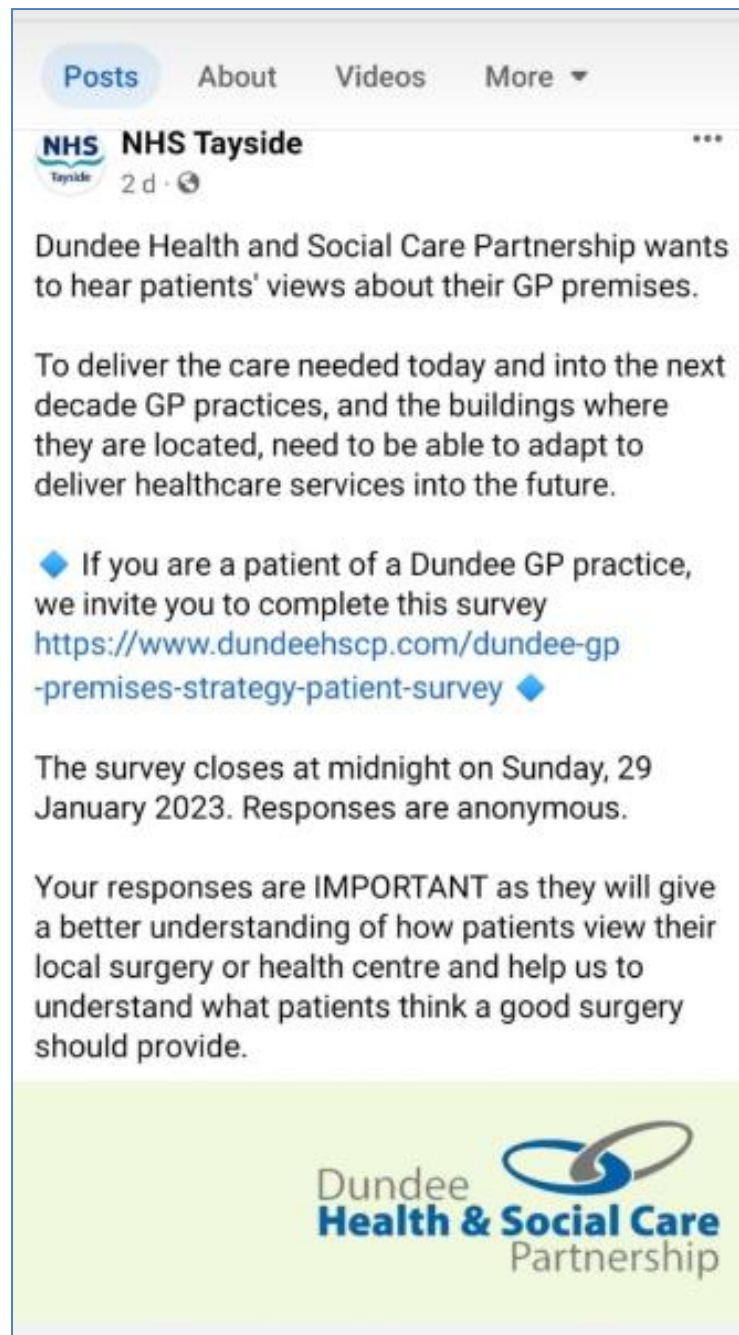 Posts About Videos More
NHS Tayside
NHS
Tayside
2 d ·
Dundee Health and Social Care Partnership wants
to hear patients' views about their GP premises.
To deliver the care needed today and into the next
decade GP practices, and the buildings where
they are located, need to be able to adapt to
deliver healthcare services into the future.
🔷 If you are a patient of a Dundee GP practice,
we invite you to complete this survey
https://www.dundeehscp.com/dundee-gp
-premises-strategy-patient-survey 🔷
The survey closes at midnight on Sunday, 29
January 2023. Responses are anonymous.
Your responses are IMPORTANT as they will give
a better understanding of how patients view their
local surgery or health centre and help us to
understand what patients think a good surgery
should provide.
Dundee
Health & Social Care
Partnership